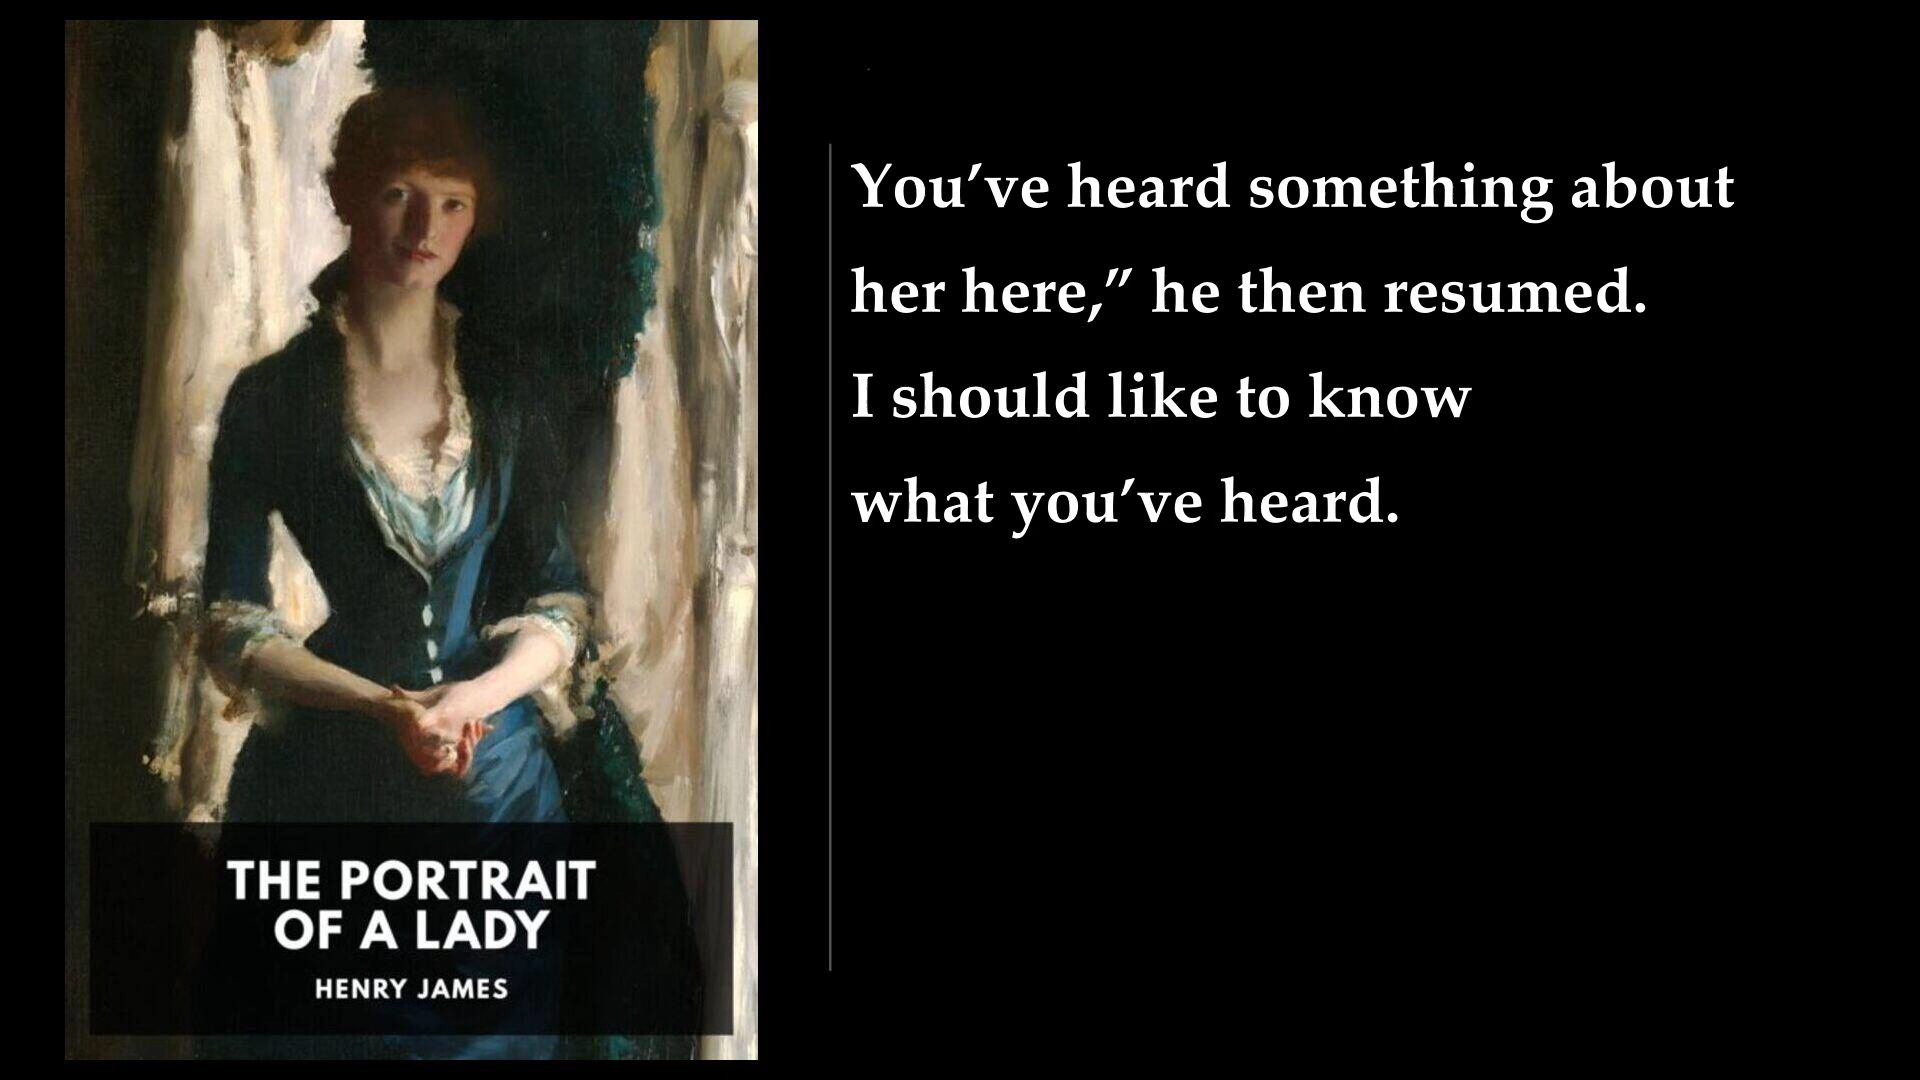 You’ve heard something about
her here,” he then resumed.
I should like to know
what you’ve heard.
THE PORTRAIT
OF A LADY
HENRY JAMES